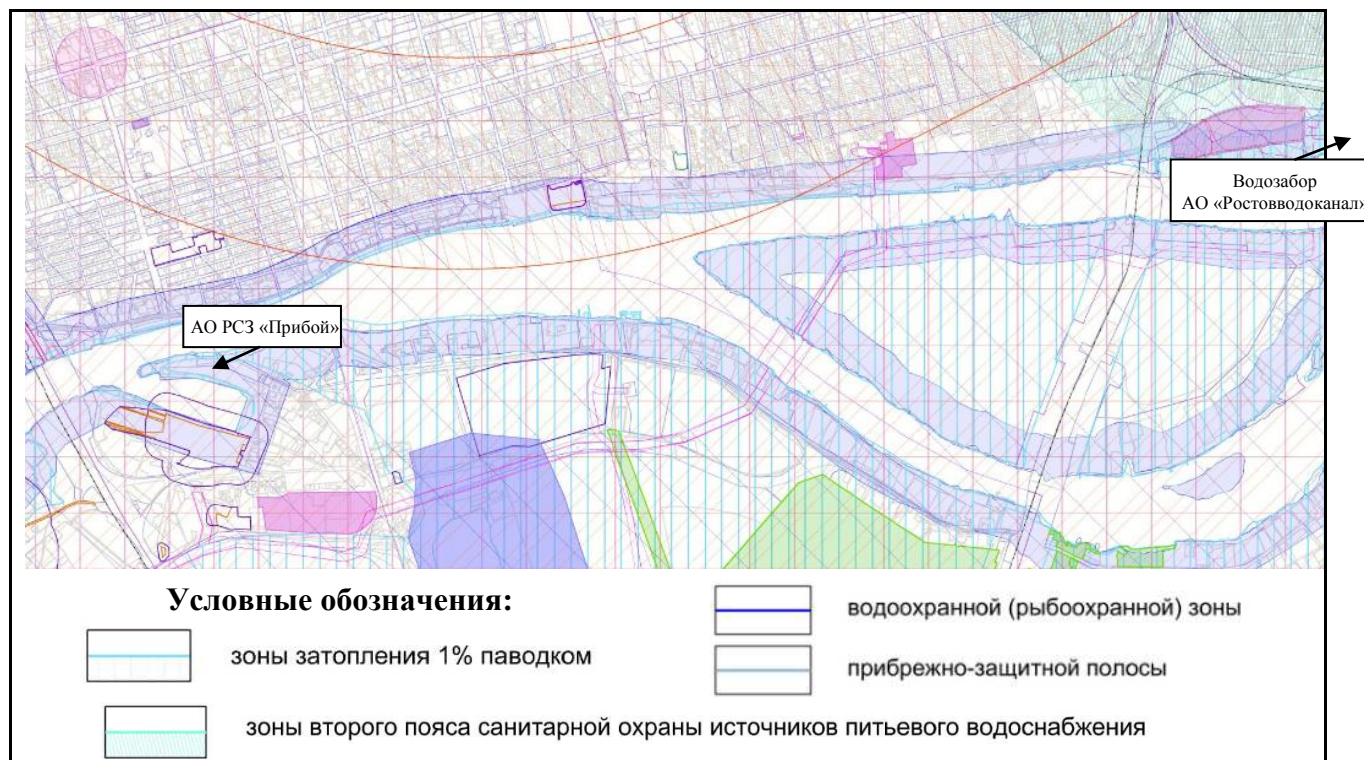 Водозабор
АО «Ростовводоканал»
АО РСЗ «Прибой»
Условные обозначения:
зоны затопления 1% паводком
водоохранной (рыбоохранной) зоны
прибрежно-защитной полосы
зоны второго пояса санитарной охраны источников питьевого водоснабжения